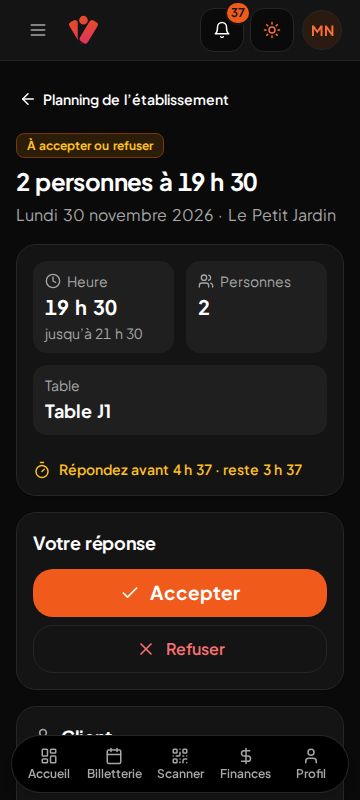 37
MN
Planning de l’établissement
À accepter ou refuser
2 personnes à 19 h 30
Lundi 30 novembre 2026 · Le Petit Jardin
Heure
19 h 30
jusqu’à 21 h 30
Personnes
2
Table
Table J1
Répondez avant 4 h 37 · reste 3 h 37
Votre réponse
Accepter
Refuser
Client
Accueil
Billetterie
Scanner
Finances
Profil